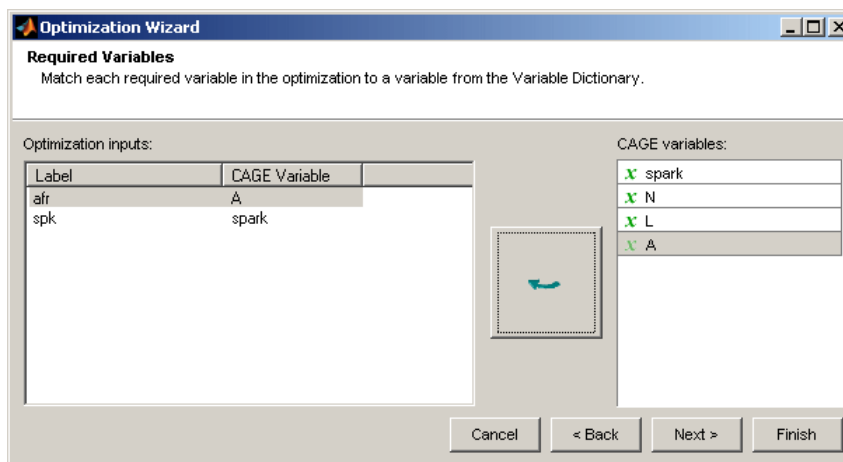 Optimization Wizard
Required Variables
Match each required variable in the optimization to a variable from the Variable Dictionary.
Optimization inputs:
CAGE variables:
Label CAGE Variable
afr A
spk spark
x spark
x N
x L
x A
Cancel < Back Next > Finish